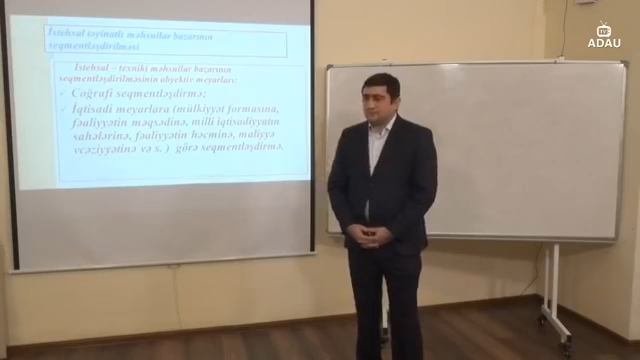 İstehsal təyinatlı məhsullar bazarının
seqmentləşdirilməsi
İstehsal – texniki məhsullar bazarının
seqmentləşdirilməsinin obyektiv meyarları:
Coğrafi seqmentləşdirmə;
İqtisadi meyarlara (mülkiyyət formasına,
fəaliyyətin məqsədinə, milli iqtisadiyyatın
sahələrinə, fəaliyyətin həcminə, maliyyə
vəziyyətinə və s. ) görə seqmentləşdirmə.
TV
ADAU